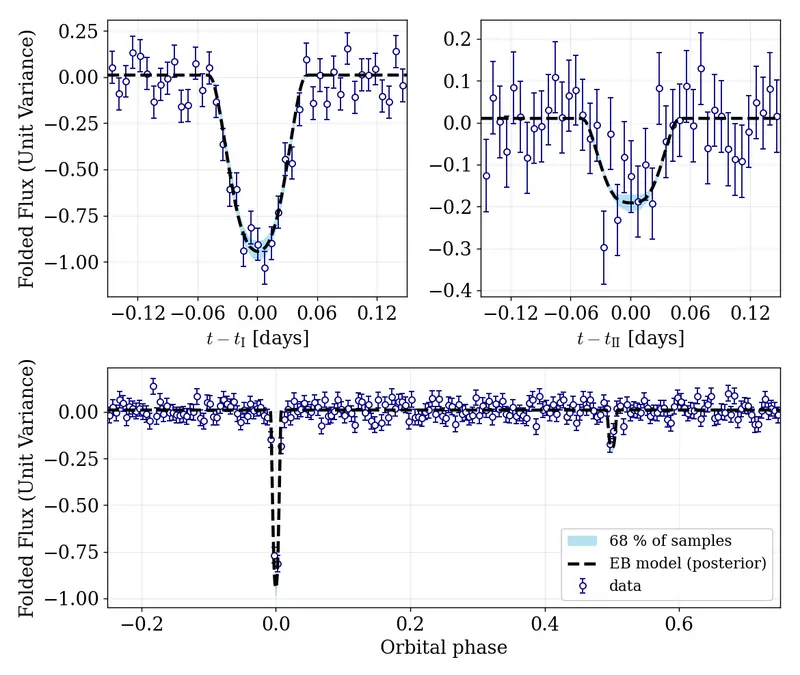 Folded Flux (Unit Variance)
0.25
0.00
−0.25
−0.50
−0.75
−1.00
−0.12 −0.06 0.00 0.06 0.12
t − t_I [days]
0.2
0.1
0.0
−0.1
−0.2
−0.3
−0.4
−0.12 −0.06 0.00 0.06 0.12
t − t_II [days]
Folded Flux (Unit Variance)
0.00
−0.25
−0.50
−0.75
−1.00
68 % of samples
EB model (posterior)
data
−0.2 0.0 0.2 0.4 0.6
Orbital phase